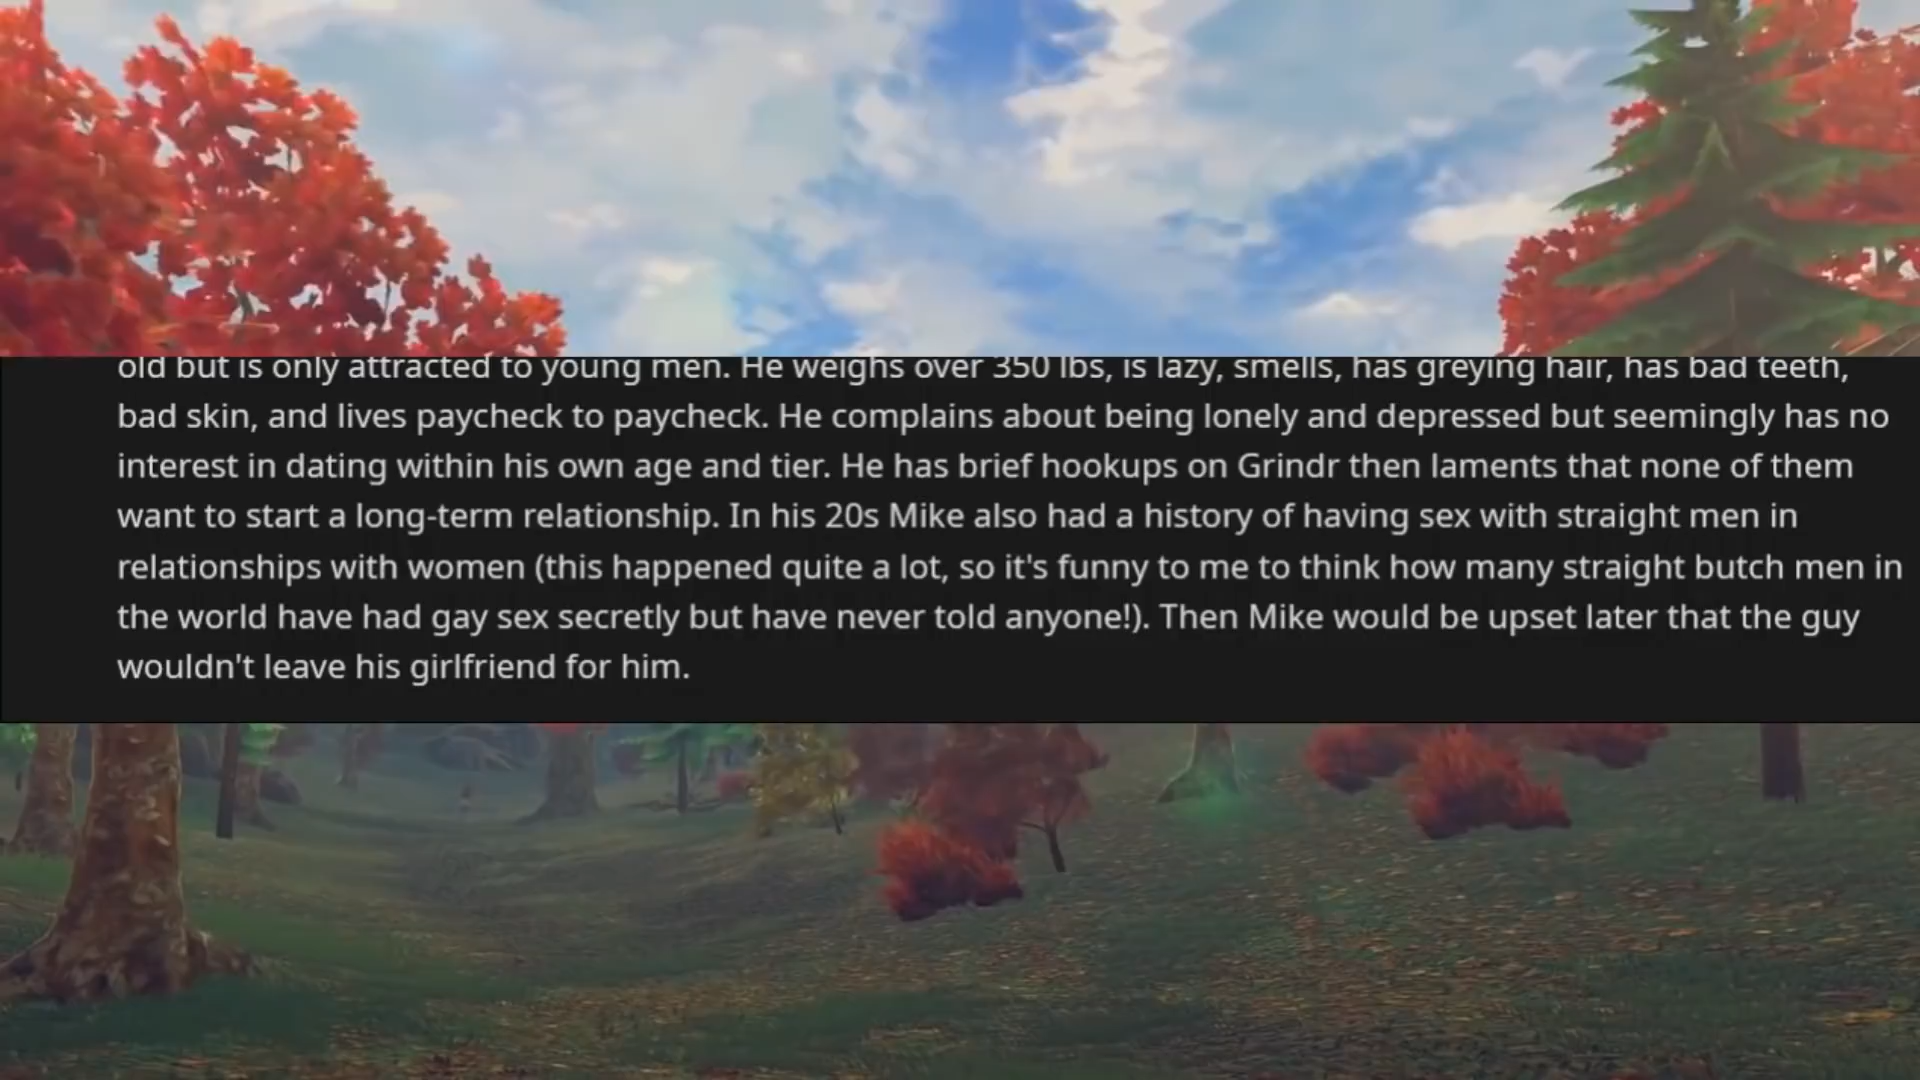 old but is only attracted to young men. He weighs over 350 lbs, is lazy, smells, has greying hair, has bad teeth,
bad skin, and lives paycheck to paycheck. He complains about being lonely and depressed but seemingly has no
interest in dating within his own age and tier. He has brief hookups on Grindr then laments that none of them
want to start a long-term relationship. In his 20s Mike also had a history of having sex with straight men in
relationships with women (this happened quite a lot, so it's funny to me to think how many straight butch men in
the world have had gay sex secretly but have never told anyone!). Then Mike would be upset later that the guy
wouldn't leave his girlfriend for him.